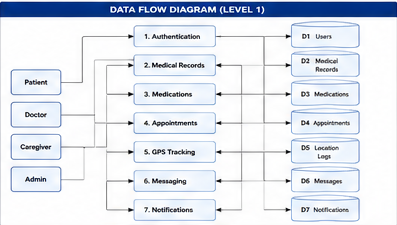 DATA FLOW DIAGRAM (LEVEL 1)
Patient
Doctor
Caregiver
Admin
1. Authentication
2. Medical Records
3. Medications
4. Appointments
5. GPS Tracking
6. Messaging
7. Notifications
D1 Users
D2 Medical
Records
D3 Medications
D4 Appointments
D5 Location
Logs
D6 Messages
D7 Notifications